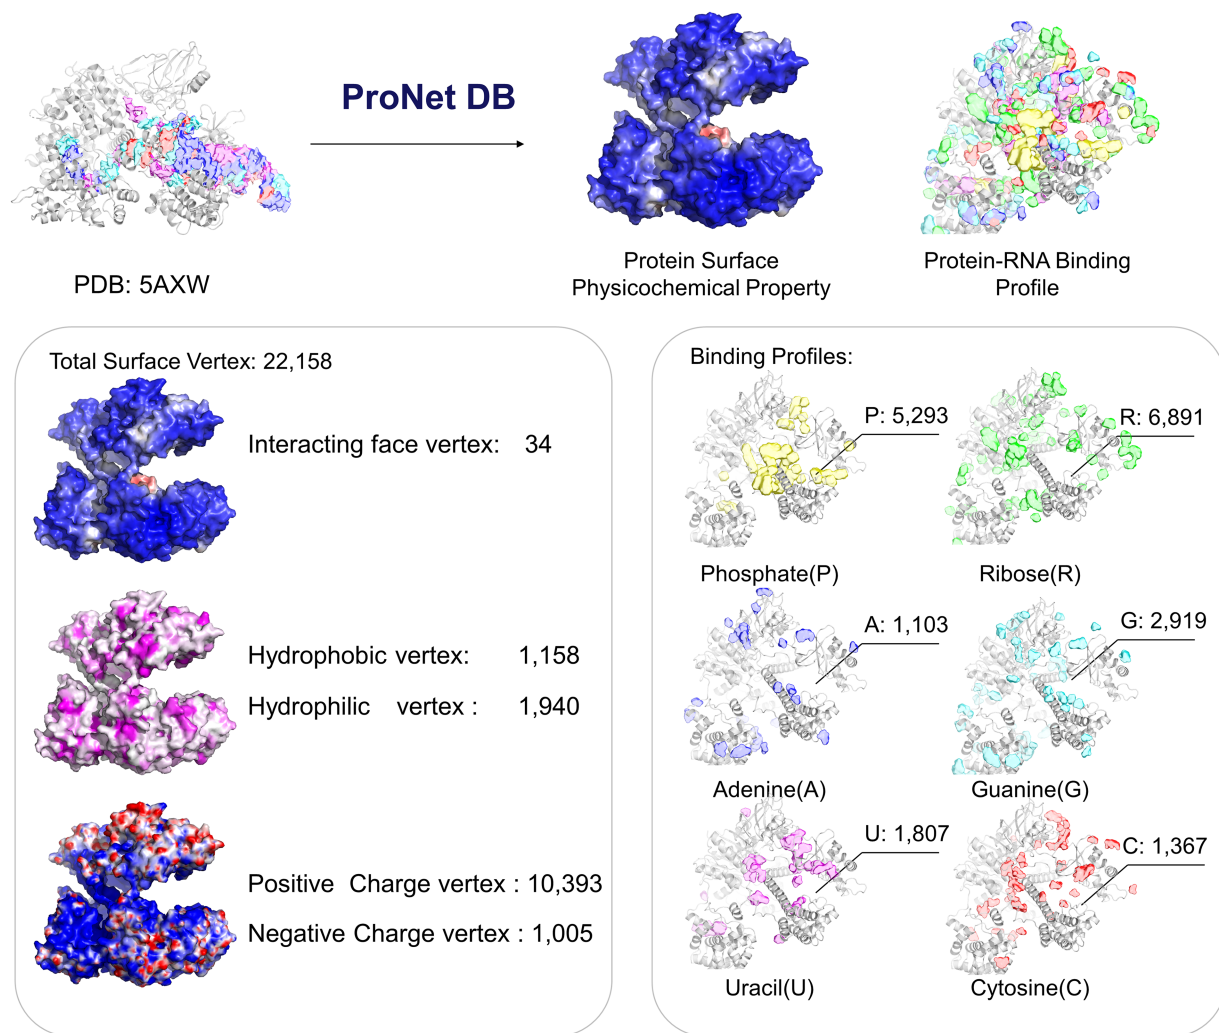 ProNet DB
PDB: 5AXW
Protein Surface
Physicochemical Property
Protein-RNA Binding
Profile
Total Surface Vertex: 22,158
Interacting face vertex: 34
Hydrophobic vertex: 1,158
Hydrophilic vertex : 1,940
Positive Charge vertex : 10,393
Negative Charge vertex : 1,005
Binding Profiles:
P: 5,293
R: 6,891
Phosphate(P)
Ribose(R)
A: 1,103
G: 2,919
Adenine(A)
Guanine(G)
U: 1,807
C: 1,367
Uracil(U)
Cytosine(C)